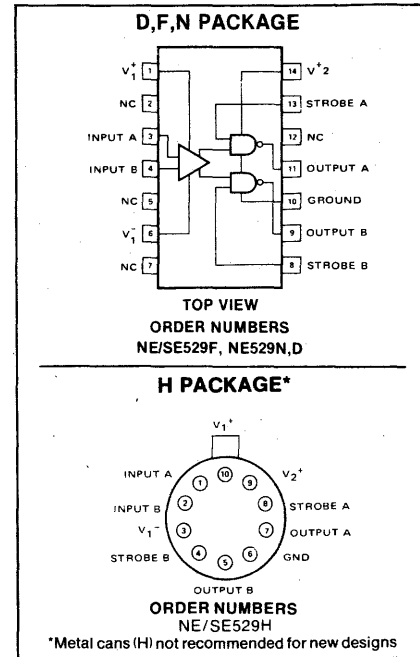 D,F,N PACKAGE
V1+ 1 14 V+2
NC 2 13 STROBE A
INPUT A 3 12 NC
INPUT B 4 11 OUTPUT A
NC 5 10 GROUND
V1- 6 9 OUTPUT B
NC 7 8 STROBE B
TOP VIEW
ORDER NUMBERS
NE/SE529F, NE529N,D
H PACKAGE*
V1+
INPUT A 1 10 9 V2+
INPUT B 2 8 STROBE A
V1- 3 7 OUTPUT A
STROBE B 4 5 6 GND
OUTPUT B
ORDER NUMBERS
NE/SE529H
*Metal cans (H) not recommended for new designs